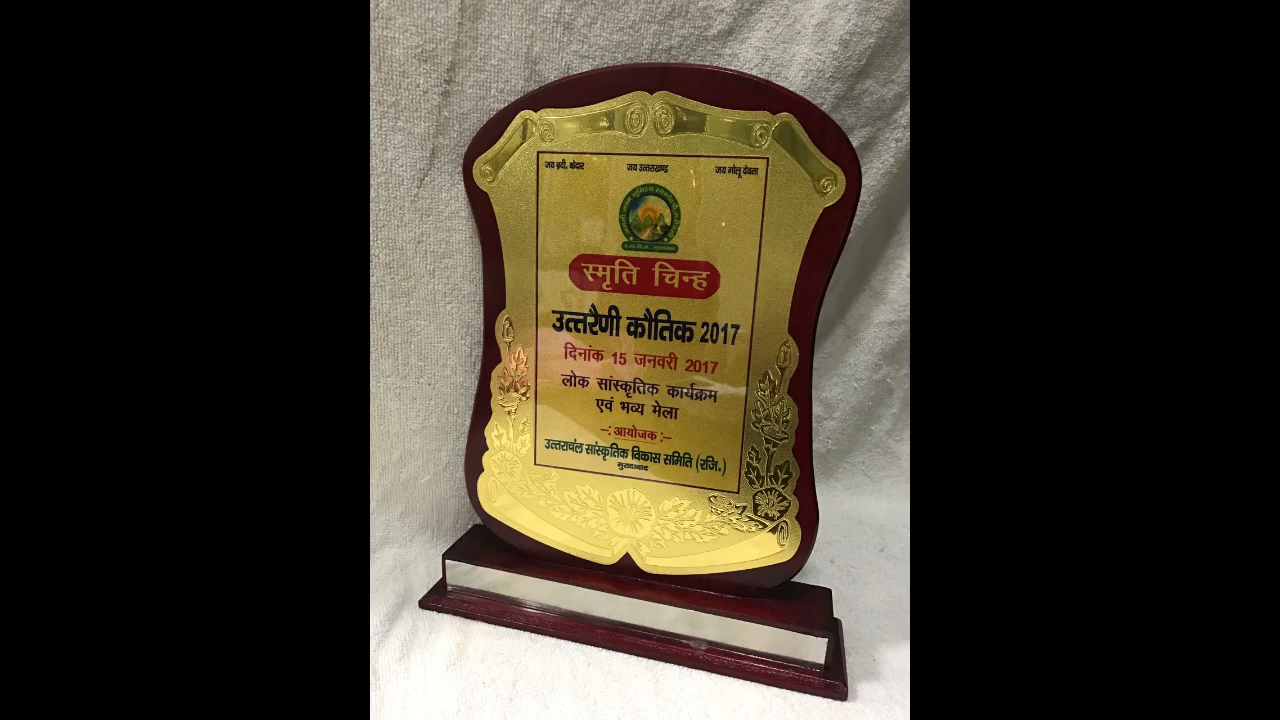 जय बद्री, केदार जय उत्तराखण्ड जय गोलू देवता
स्मृति चिन्ह
उत्तरैणी कौतिक 2017
दिनांक 15 जनवरी 2017
लोक सांस्कृतिक कार्यक्रम
एवं भव्य मेला
—: आयोजक :—
उत्तराचंल सांस्कृतिक विकास समिति (रजि.)
मुरादाबाद